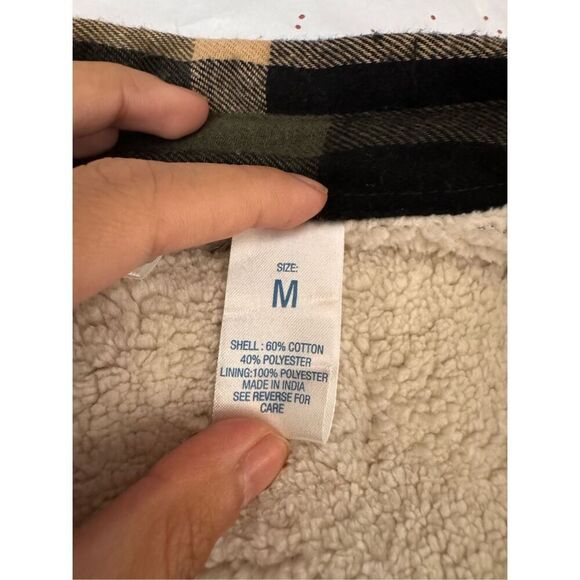 SIZE:
M
SHELL : 60% COTTON
40% POLYESTER
LINING:100% POLYESTER
MADE IN INDIA
SEE REVERSE FOR
CARE